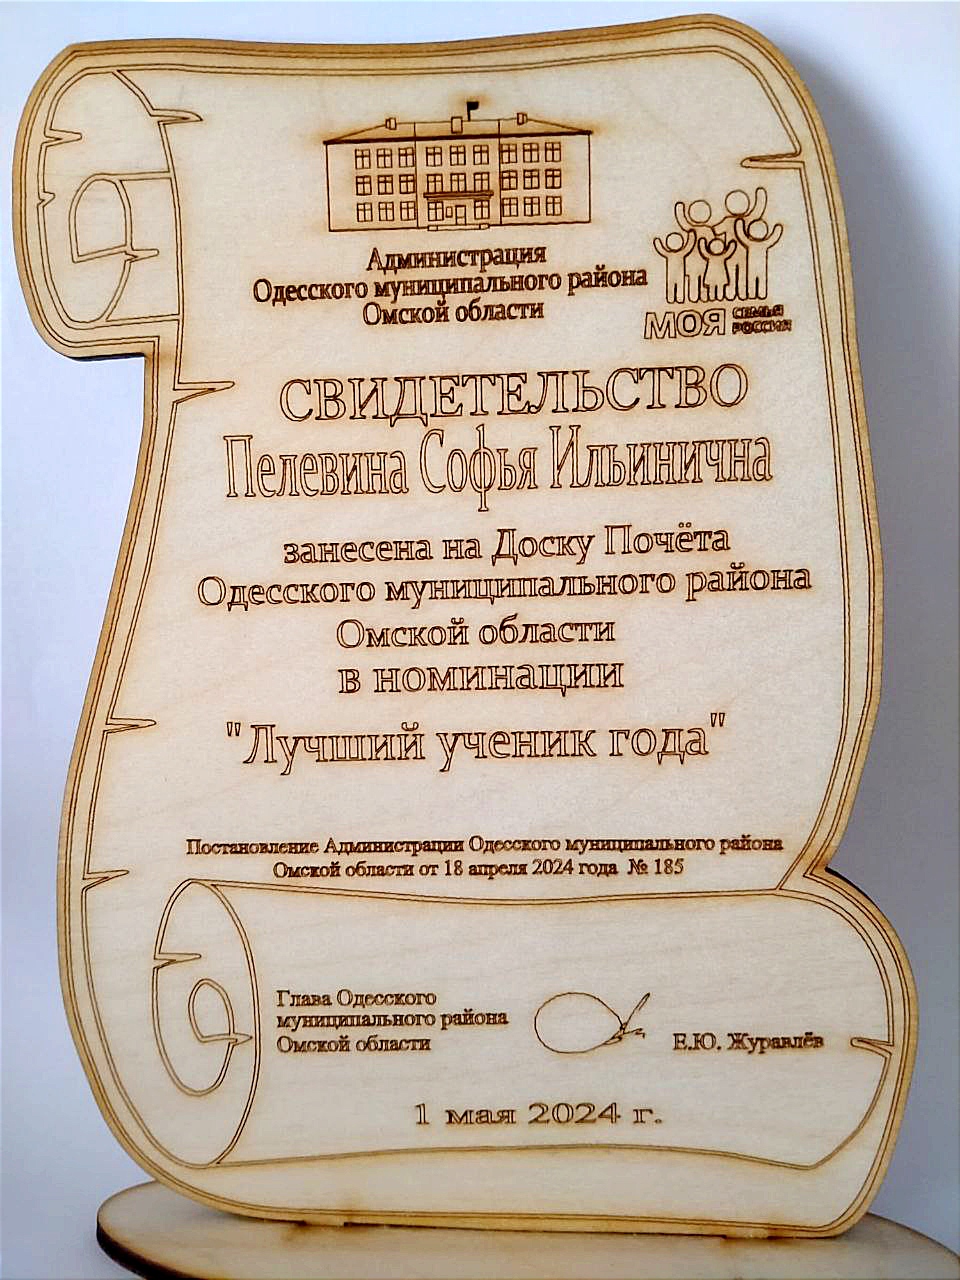 Администрация
Одесского муниципального района
Омской области
МОЯ СЕМЬЯ
РОССИЯ
СВИДЕТЕЛЬСТВО
Пелевина Софья Ильинична
занесена на Доску Почёта
Одесского муниципального района
Омской области
в номинации
"Лучший ученик года"
Постановление Администрации Одесского муниципального района
Омской области от 18 апреля 2024 года № 185
Глава Одесского
муниципального района
Омской области
Е.Ю. Журавлёв
1 мая 2024 г.